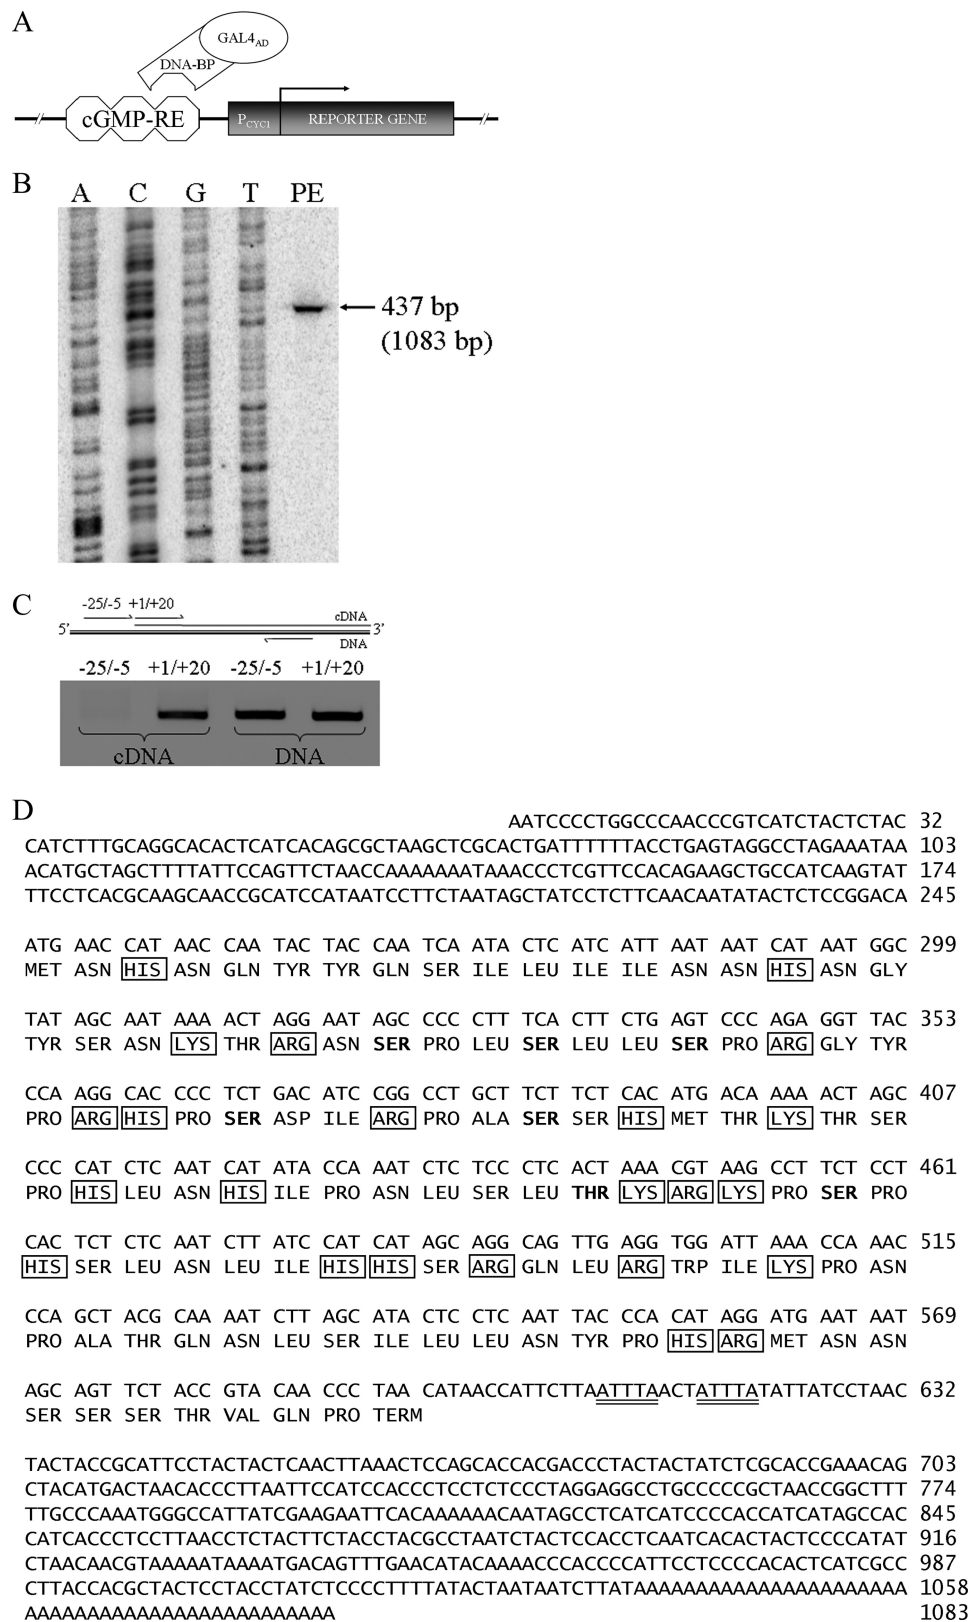 A
GAL4AD
DNA-BP
cGMP-RE
PCYC1
REPORTER GENE
B
A C G T PE
437 bp
(1083 bp)
C
-25/-5 +1/+20
cDNA
5' 3'
DNA
-25/-5 +1/+20 -25/-5 +1/+20
cDNA DNA
D
AATCCCCTGGCCCAACCCGTCATCTACTCTAC 32
CATCTTTGCAGGCACACTCATCACAGCGCTAAGCTCGCACTGATTTTTTACCTGAGTAGGCCTAGAAATAA 103
ACATGCTAGCTTTTATTCCAGTTCTAACCAAAAAAATAAACCCTCGTTCCACAGAAGCTGCCATCAAGTAT 174
TTCCTCACGCAAGCAACCGCATCCATAATCCTTCTAATAGCTATCCTCTTCAACAATATACTCTCCGGACA 245
ATG AAC CAT AAC CAA TAC TAC CAA TCA ATA CTC ATC ATT AAT AAT CAT AAT GGC 299
MET ASN HIS ASN GLN TYR TYR GLN SER ILE LEU ILE ILE ASN ASN HIS ASN GLY
TAT AGC AAT AAA ACT AGG AAT AGC CCC CTT TCA CTT CTG AGT CCC AGA GGT TAC 353
TYR SER ASN LYS THR ARG ASN SER PRO LEU SER LEU LEU SER PRO ARG GLY TYR
CCA AGG CAC CCC TCT GAC ATC CGG CCT GCT TCT TCT CAC ATG ACA AAA ACT AGC 407
PRO ARG HIS PRO SER ASP ILE ARG PRO ALA SER SER HIS MET THR LYS THR SER
CCC CAT CTC AAT CAT ATA CCA AAT CTC TCC CTC ACT AAA CGT AAG CCT TCT CCT 461
PRO HIS LEU ASN HIS ILE PRO ASN LEU SER LEU THR LYS ARG LYS PRO SER PRO
CAC TCT CTC AAT CTT ATC CAT CAT AGC AGG CAG TTG AGG TGG ATT AAA CCA AAC 515
HIS SER LEU ASN LEU ILE HIS HIS SER ARG GLN LEU ARG TRP ILE LYS PRO ASN
CCA GCT ACG CAA AAT CTT AGC ATA CTC CTC AAT TAC CCA CAT AGG ATG AAT AAT 569
PRO ALA THR GLN ASN LEU SER ILE LEU LEU ASN TYR PRO HIS ARG MET ASN ASN
AGC AGT TCT ACC GTA CAA CCC TAA CATAACCATTCTTAATTTAACTATTTATATTATCCTAAC 632
SER SER SER THR VAL GLN PRO TERM
TACTACCGCATTCCTACTACTCAACTTAAACTCCAGCACCACGACCCTACTACTATCTCGCACCGAAACAG 703
CTACATGACTAACACCCTTAATTCCATCCACCCTCCTCTCCCTAGGAGGCCTGCCCCCGCTAACCGGCTTT 774
TTGCCCAAATGGGCCATTATCGAAGAATTCACAAAAAACAATAGCCTCATCATCCCCACCATCATAGCCAC 845
CATCACCCTCCTTAACCTCTACTTCTACCTACGCCTAATCTACTCCACCTCAATCACACTACTCCCCATAT 916
CTAACAACGTAAAAATAAAATGACAGTTTGAACATACAAAACCCACCCCATTCCTCCCCACACTCATCGCC 987
CTTACCACGCTACTCCTACCTATCTCCCCTTTTATACTAATAATCTTATAAAAAAAAAAAAAAAAAAAAAA 1058
AAAAAAAAAAAAAAAAAAAAAAAAA 1083